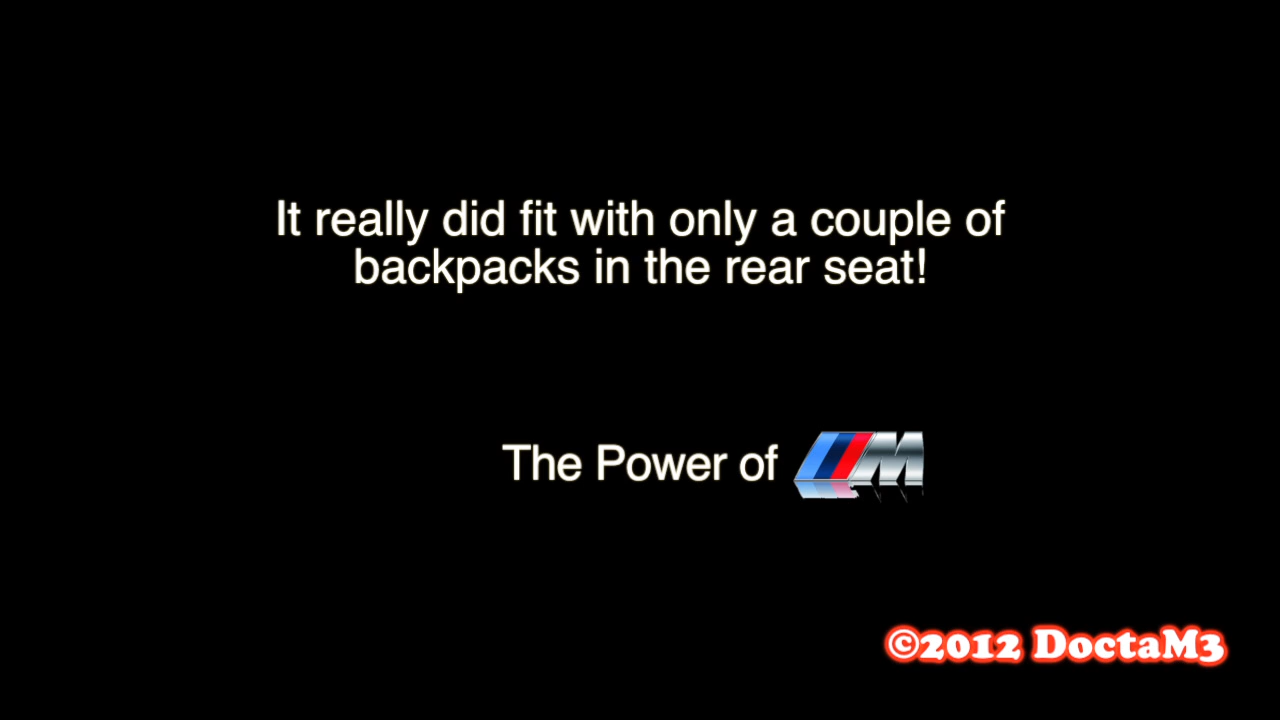 It really did fit with only a couple of
backpacks in the rear seat!
The Power of M
©2012 DoctaM3